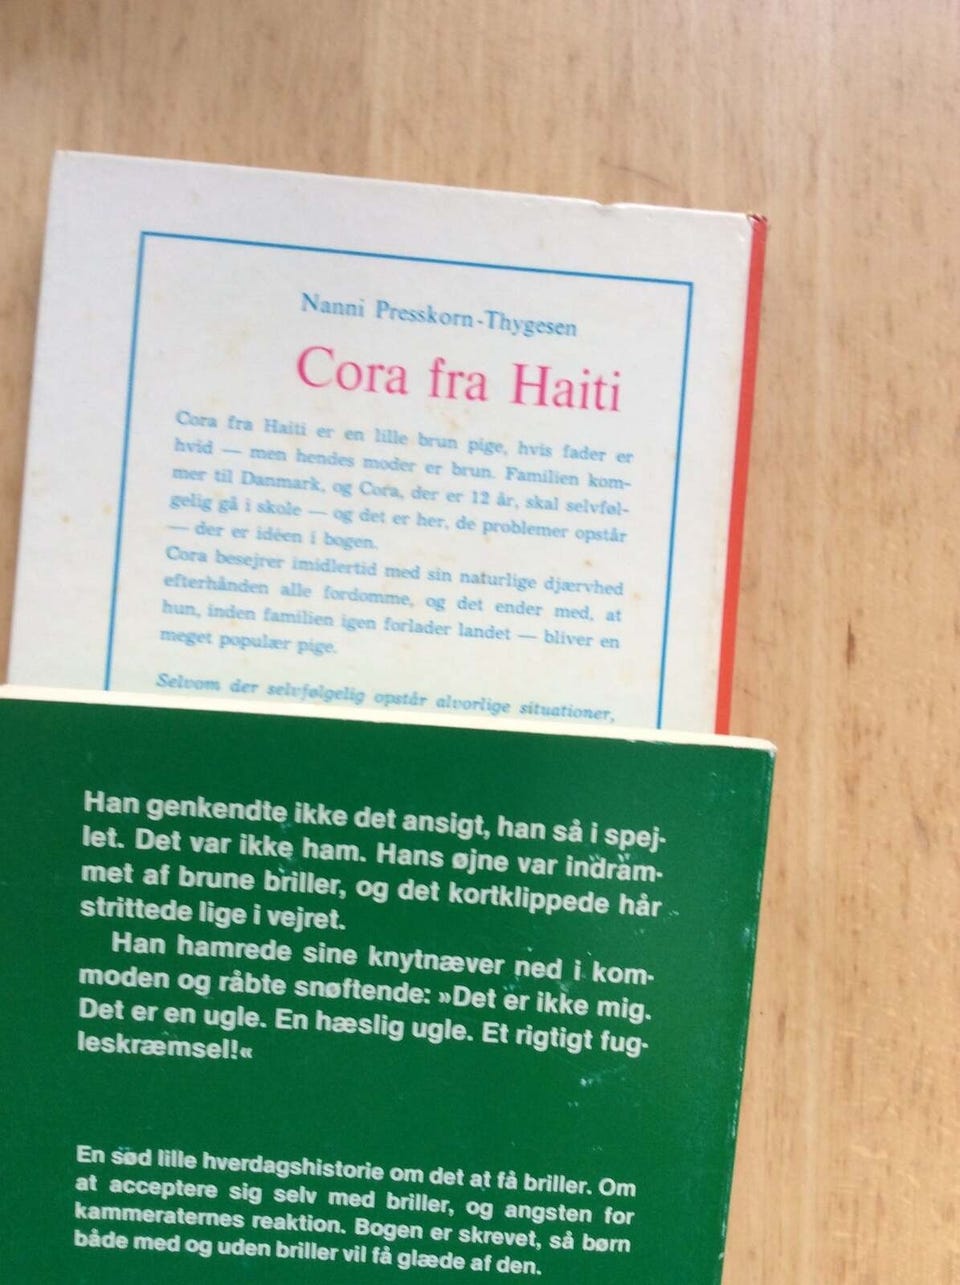 Nanni Presskorn-Thygesen
Cora fra Haiti
Cora fra Haiti er en lille brun pige, hvis fader er
hvid — men hendes moder er brun. Familien kom-
mer til Danmark, og Cora, der er 12 år, skal selvføl-
gelig gå i skole — og det er her, de problemer opstår
— der er idéen i bogen.
Cora besejrer imidlertid med sin naturlige djærvhed
efterhånden alle fordomme, og det ender med, at
hun, inden familien igen forlader landet — bliver en
meget populær pige.
Selvom der selvfølgelig opstår alvorlige situationer,
Han genkendte ikke det ansigt, han så i spej-
let. Det var ikke ham. Hans øjne var indram-
met af brune briller, og det kortklippede hår
strittede lige i vejret.
Han hamrede sine knytnæver ned i kom-
moden og råbte snøftende: »Det er ikke mig.
Det er en ugle. En hæslig ugle. Et rigtigt fug-
leskræmsel!«
En sød lille hverdagshistorie om det at få briller. Om
at acceptere sig selv med briller, og angsten for
kammeraternes reaktion. Bogen er skrevet, så børn
både med og uden briller vil få glæde af den.